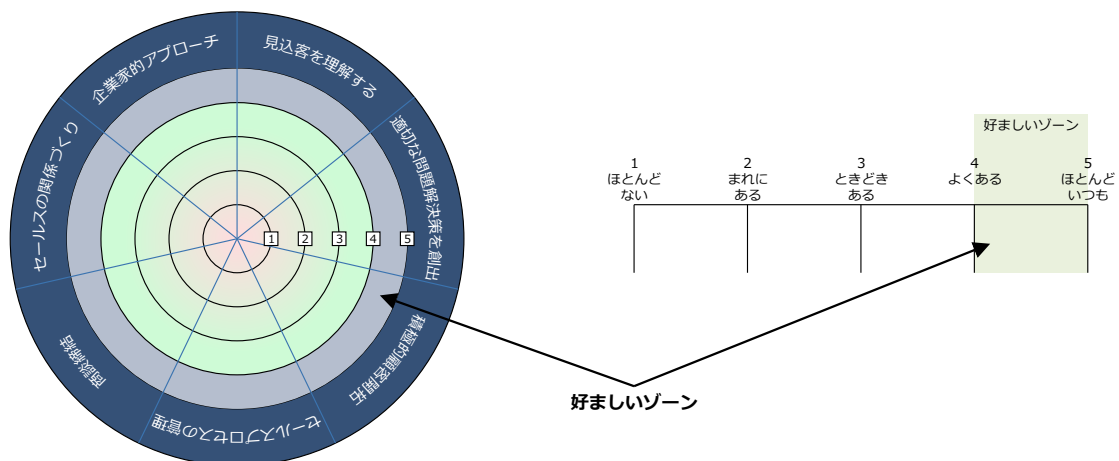 企業家的アプローチ
見込客を理解する
適切な問題解決策を創出
積極的顧客開拓
セールスプロセスの管理
商談締結
セールスの関係づくり
1
2
3
4
5
好ましいゾーン
1
ほとんど
ない
2
まれに
ある
3
ときどき
ある
4
よくある
5
ほとんど
いつも
好ましいゾーン